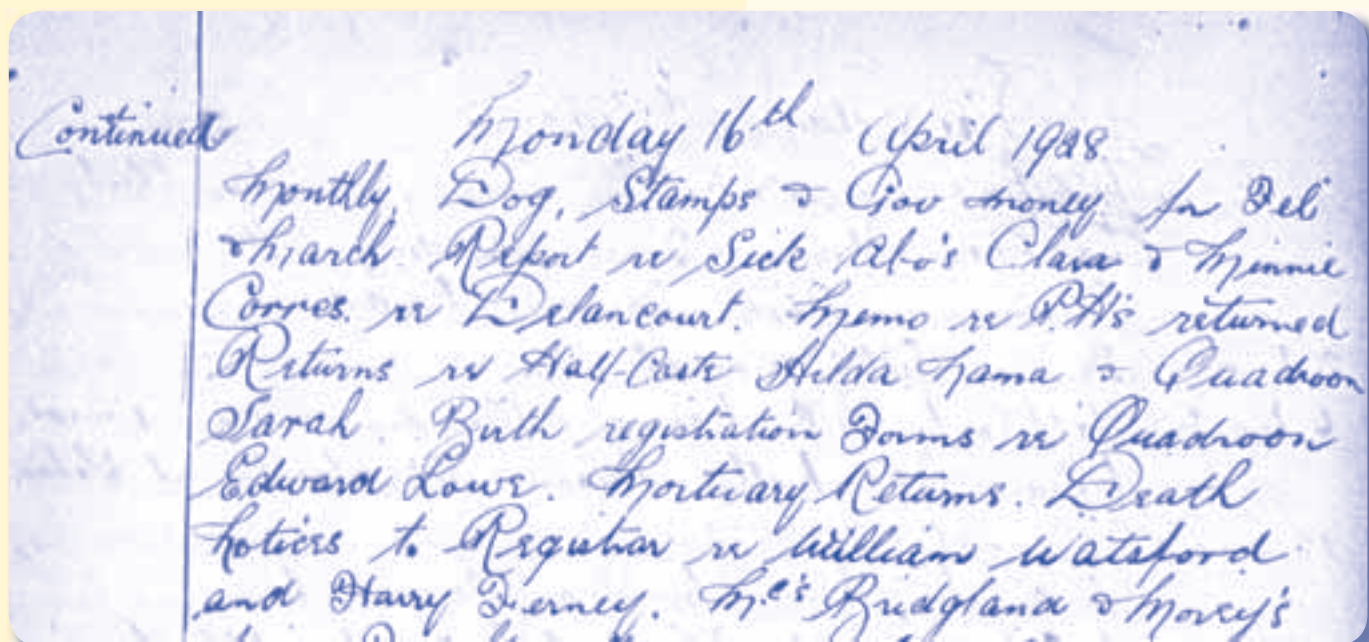 Continued Monday 16th April 1928.
Monthly, Dog, Stamps & Gov money for Feb
& March Report re Sick Abo's Clara & Minnie
Corres. re Delancourt. Memo re P.H's returned
Returns re Half-Caste Hilda Mama & Quadroon
Sarah. Birth registration Forms re Quadroon
Edward Lowe. Mortuary Returns. Death
Notices to Registrar re William Watsford
and Harry Tierney. Mc's Bridgland & Morey's